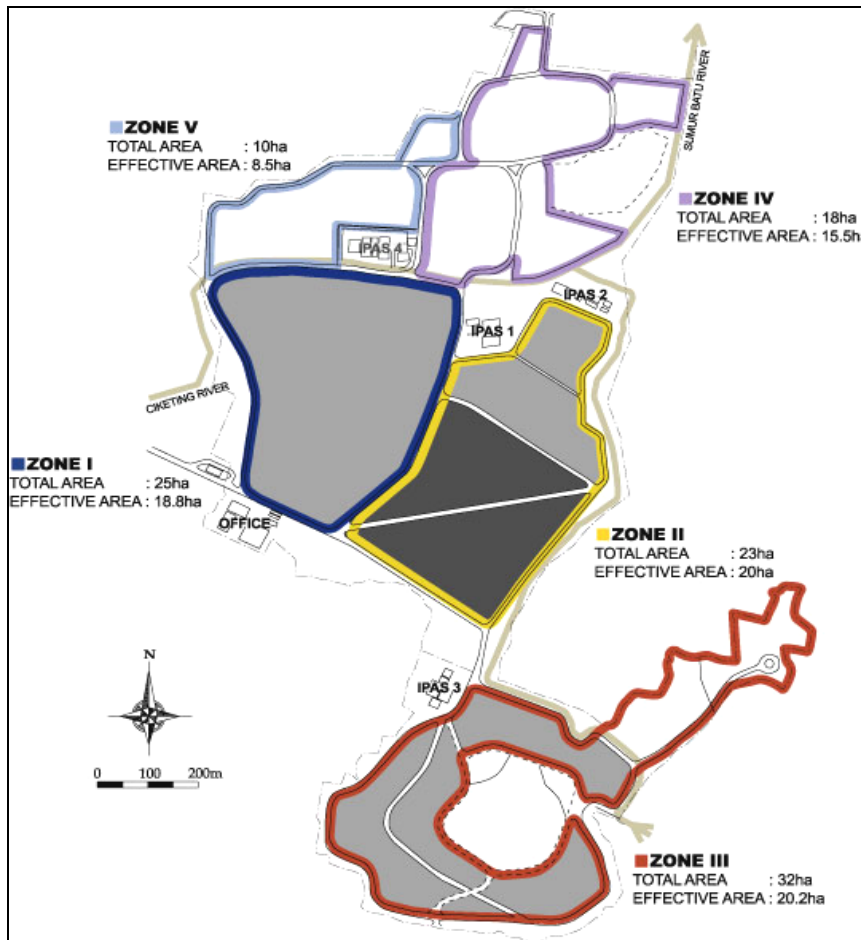 SUMUR BATU RIVER
ZONE V
TOTAL AREA : 10ha
EFFECTIVE AREA : 8.5ha
ZONE IV
TOTAL AREA : 18ha
EFFECTIVE AREA : 15.5h
IPAS 4
IPAS 2
IPAS 1
CIKETING RIVER
ZONE I
TOTAL AREA : 25ha
EFFECTIVE AREA : 18.8ha
OFFICE
ZONE II
TOTAL AREA : 23ha
EFFECTIVE AREA : 20ha
N
IPAS 3
0 100 200m
ZONE III
TOTAL AREA : 32ha
EFFECTIVE AREA : 20.2ha